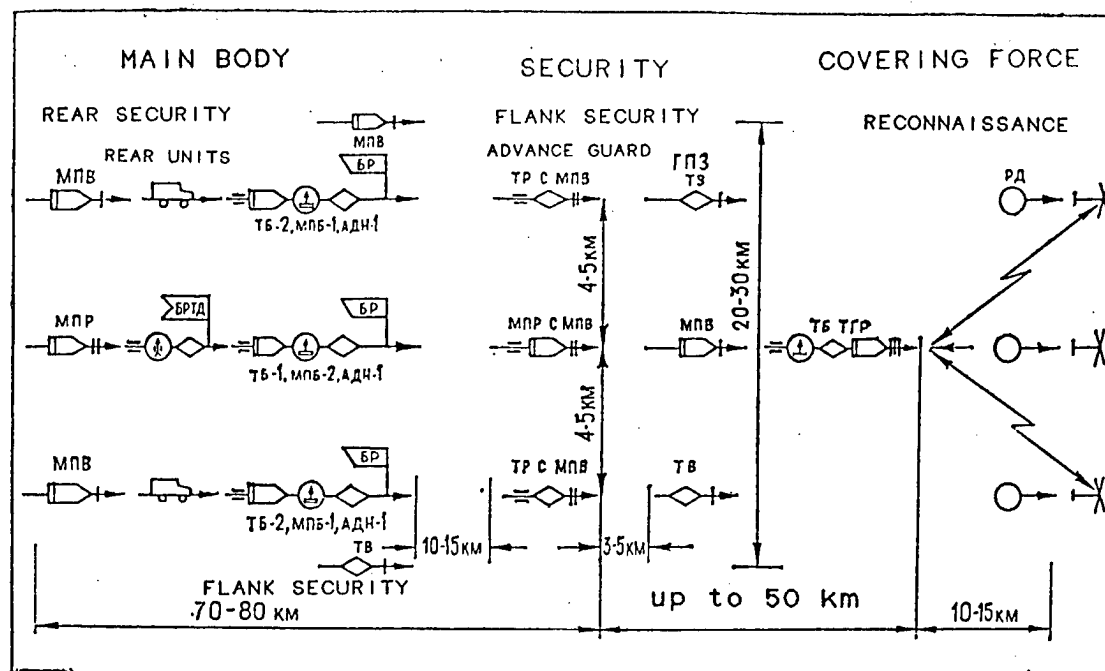 MAIN BODY
SECURITY
COVERING FORCE
REAR SECURITY
МПВ
FLANK SECURITY
RECONNAISSANCE
REAR UNITS
БР
ADVANCE GUARD
ГПЗ
МПВ
ТР С МПВ
ТЗ
РД
ТБ-2, МПБ-1, АДН-1
4-5км
20-30км
БРТД
БР
МПР
МПР С МПВ
МПВ
ТБ ТГР
ТБ-1, МПБ-2, АДН-1
4-5км
БР
МПВ
ТР С МПВ
ТВ
ТБ-2, МПБ-1, АДН-1
ТВ
10-15км
3-5км
FLANK SECURITY
70-80 км
up to 50 km
10-15км